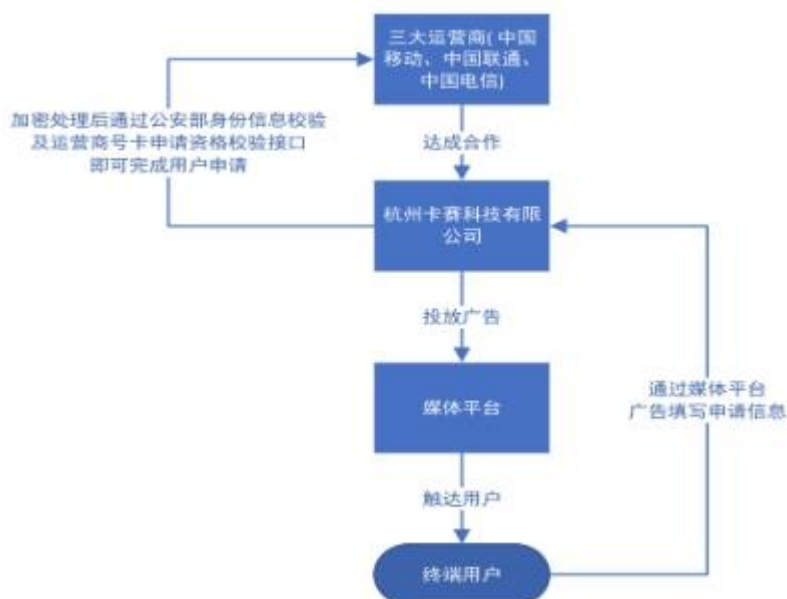 三大运营商(中国
移动、中国联通、
中国电信)
加密处理后通过公安部身份信息校验
及运营商号卡申请资格校验接口
即可完成用户申请
达成合作
杭州卡赛科技有限
公司
投放广告
媒体平台
通过媒体平台
广告填写申请信息
触达用户
终端用户